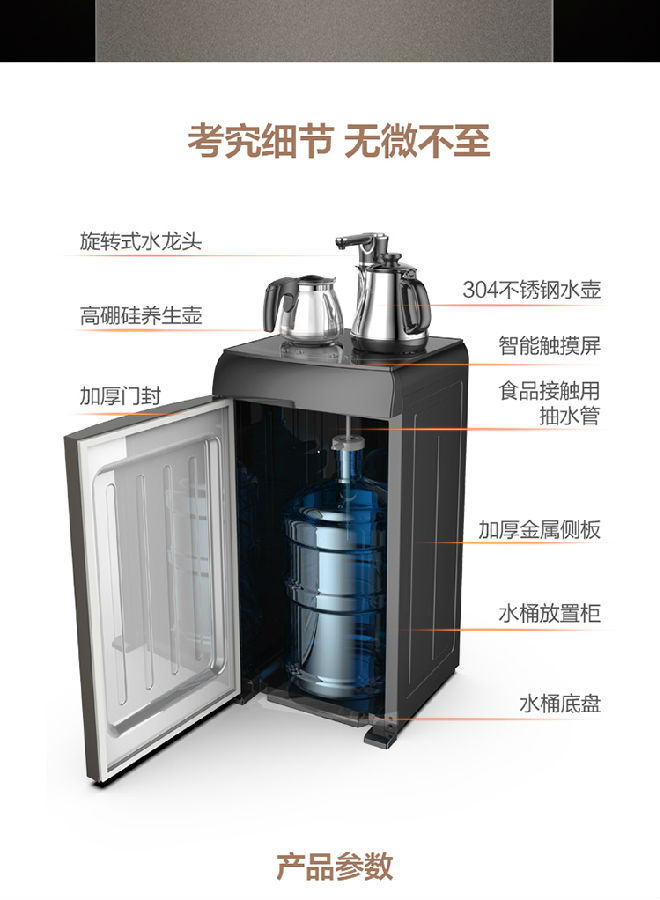 考究细节 无微不至
旋转式水龙头
304不锈钢水壶
高硼硅养生壶
智能触摸屏
加厚门封
食品接触用
抽水管
加厚金属侧板
水桶放置柜
水桶底盘
产品参数